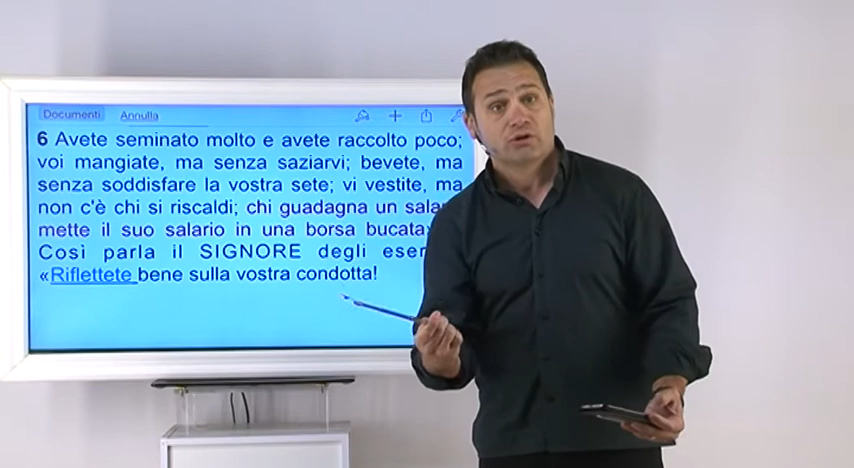 Documenti Annulla
6 Avete seminato molto e avete raccolto poco;
voi mangiate, ma senza saziarvi; bevete, ma
senza soddisfare la vostra sete; vi vestite, ma
non c'è chi si riscaldi; chi guadagna un
mette il suo salario in una borsa bucata»
Così parla il SIGNORE degli
«Riflettete bene sulla vostra condotta!